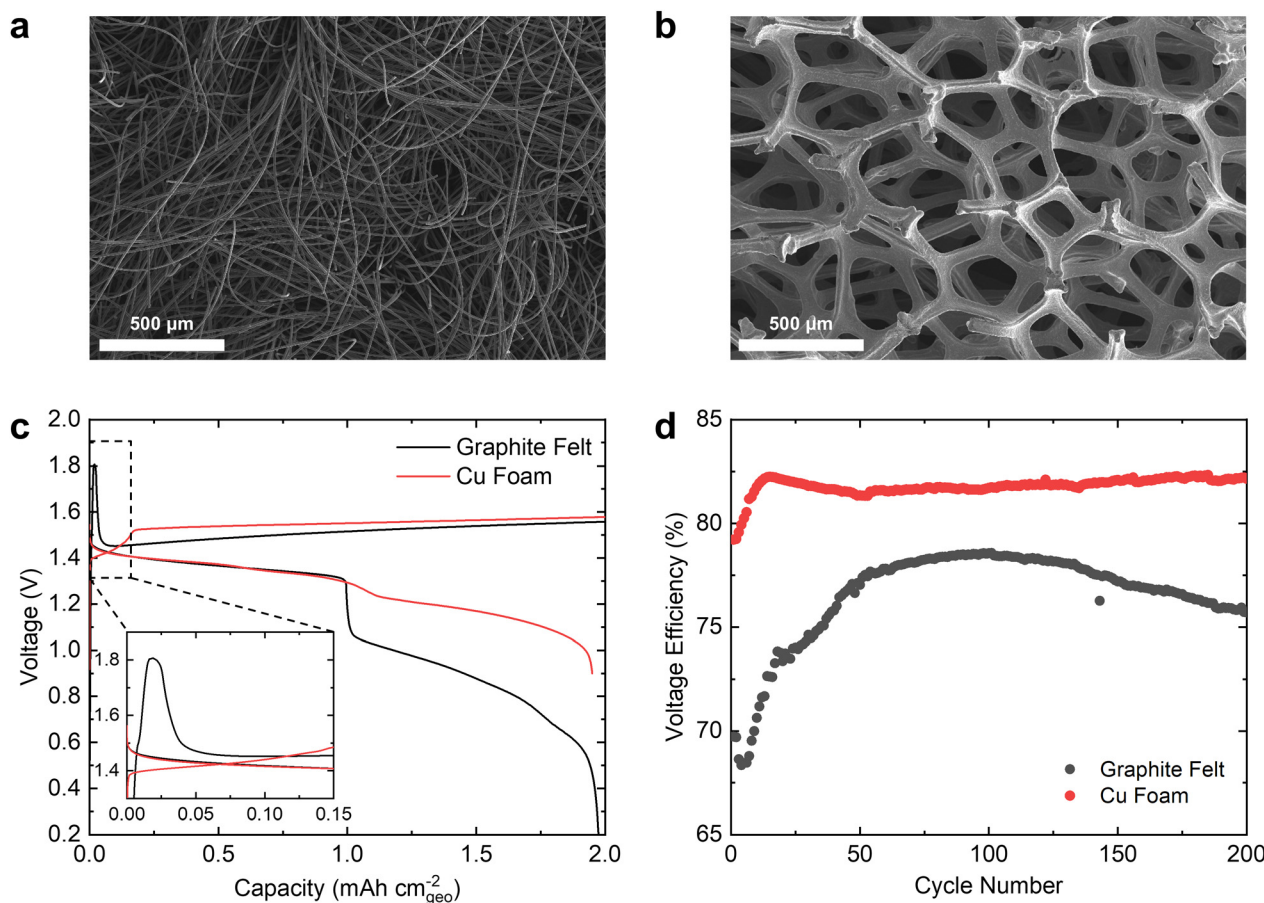 a
500 µm
b
500 µm
c
Graphite Felt
Cu Foam
2.0
1.8
1.6
1.4
1.2
1.0
0.8
0.6
0.4
0.2
Voltage (V)
1.8
1.6
1.4
0.00 0.05 0.10 0.15
0.0 0.5 1.0 1.5 2.0
Capacity (mAh cm⁻²geo)
d
85
80
75
70
65
Voltage Efficiency (%)
Graphite Felt
Cu Foam
0 50 100 150 200
Cycle Number